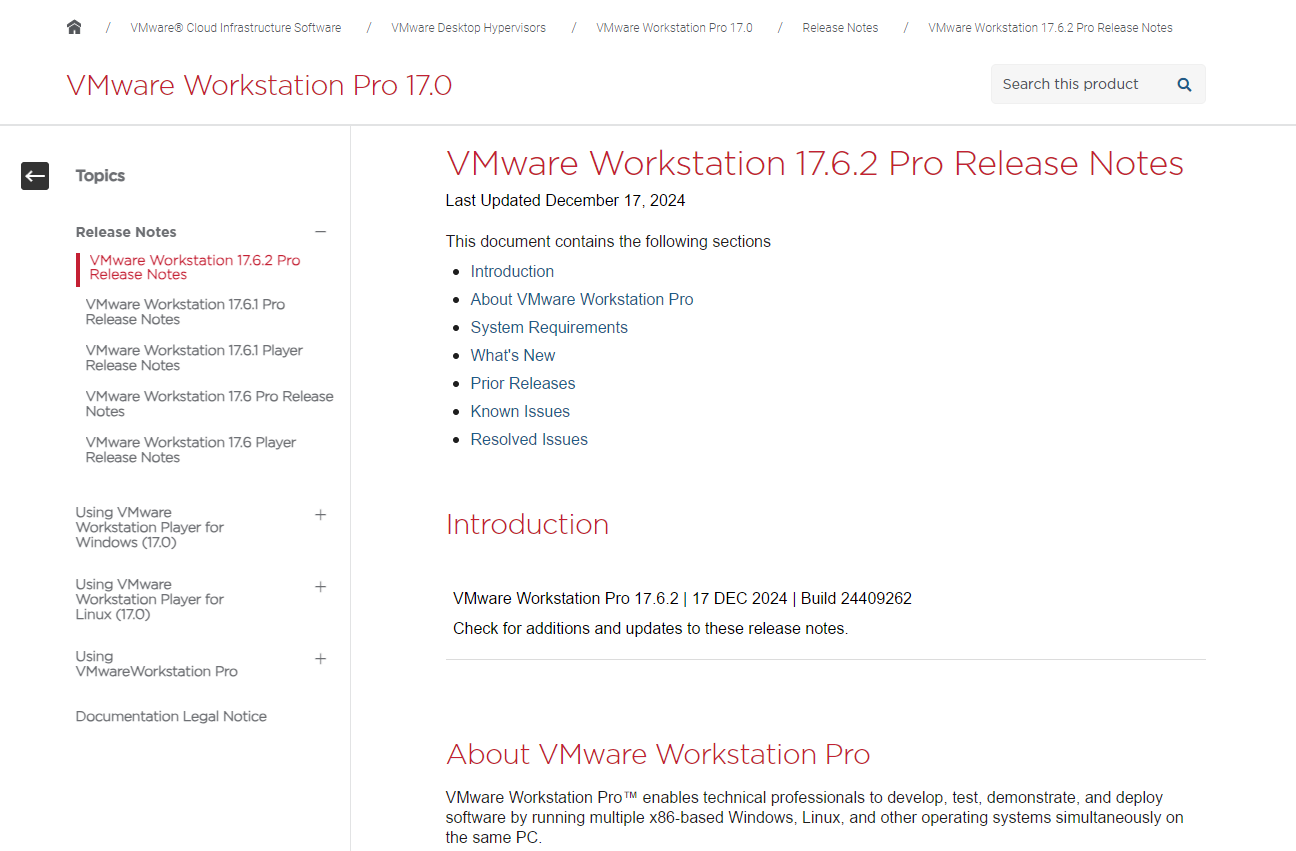 / VMware® Cloud Infrastructure Software / VMware Desktop Hypervisors / VMware Workstation Pro 17.0 / Release Notes / VMware Workstation 17.6.2 Pro Release Notes
VMware Workstation Pro 17.0
Search this product
Topics
Release Notes
VMware Workstation 17.6.2 Pro
Release Notes
VMware Workstation 17.6.1 Pro
Release Notes
VMware Workstation 17.6.1 Player
Release Notes
VMware Workstation 17.6 Pro Release
Notes
VMware Workstation 17.6 Player
Release Notes
Using VMware
Workstation Player for
Windows (17.0)
Using VMware
Workstation Player for
Linux (17.0)
Using
VMwareWorkstation Pro
Documentation Legal Notice
VMware Workstation 17.6.2 Pro Release Notes
Last Updated December 17, 2024
This document contains the following sections
• Introduction
• About VMware Workstation Pro
• System Requirements
• What's New
• Prior Releases
• Known Issues
• Resolved Issues
Introduction
VMware Workstation Pro 17.6.2 | 17 DEC 2024 | Build 24409262
Check for additions and updates to these release notes.
About VMware Workstation Pro
VMware Workstation Pro™ enables technical professionals to develop, test, demonstrate, and deploy
software by running multiple x86-based Windows, Linux, and other operating systems simultaneously on
the same PC.